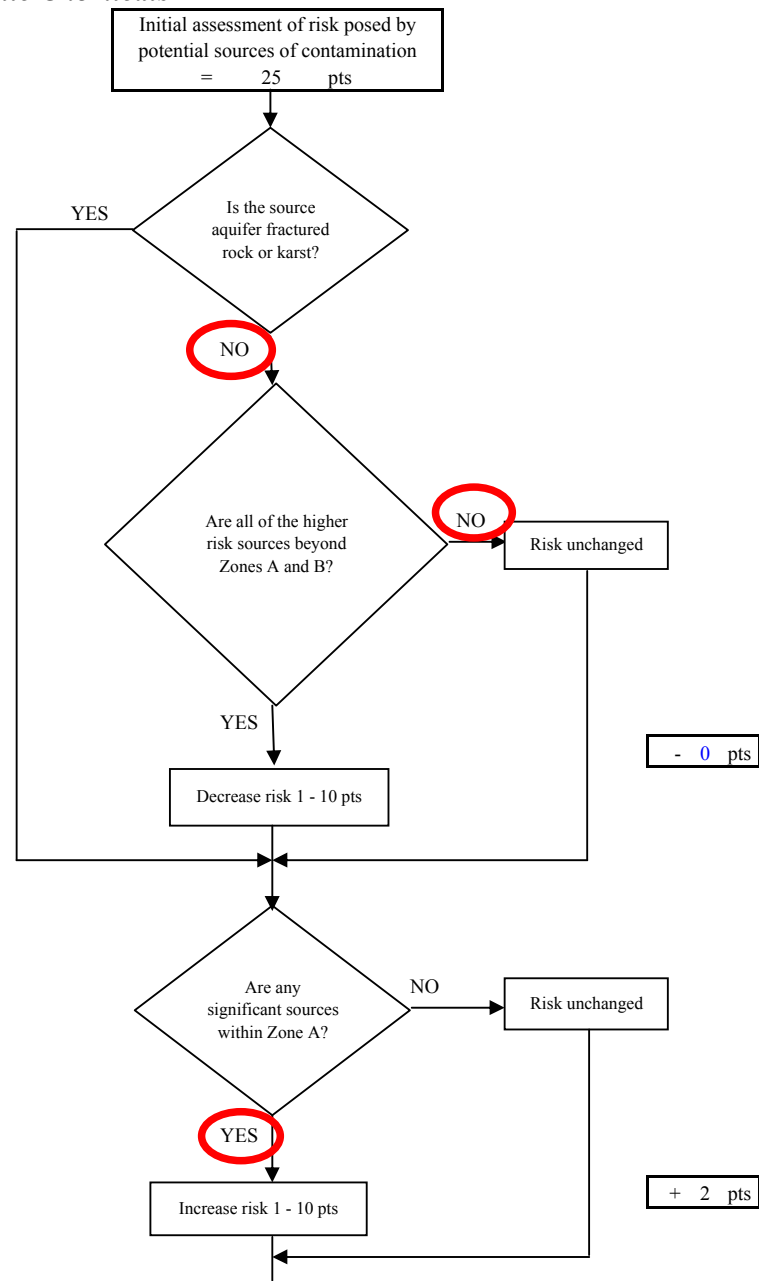 Initial assessment of risk posed by
potential sources of contamination
= 25 pts
YES
Is the source
aquifer fractured
rock or karst?
NO
Are all of the higher
risk sources beyond
Zones A and B?
NO
Risk unchanged
YES
- 0 pts
Decrease risk 1 - 10 pts
Are any
significant sources
within Zone A?
NO
Risk unchanged
YES
+ 2 pts
Increase risk 1 - 10 pts